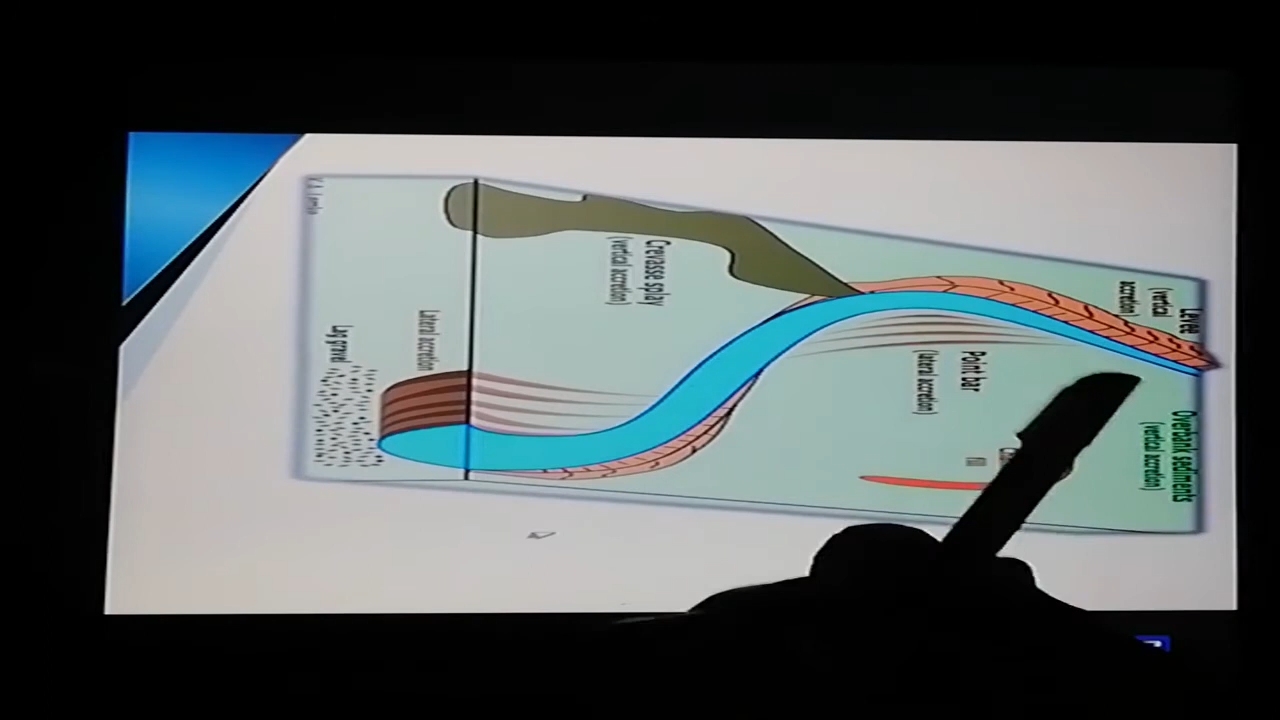 Levee
(vertical
accretion)
Overbank sediments
(vertical accretion)
Point bar
(lateral accretion)
fill
Crevasse splay
(vertical accretion)
Lateral accretion
Lag gravel